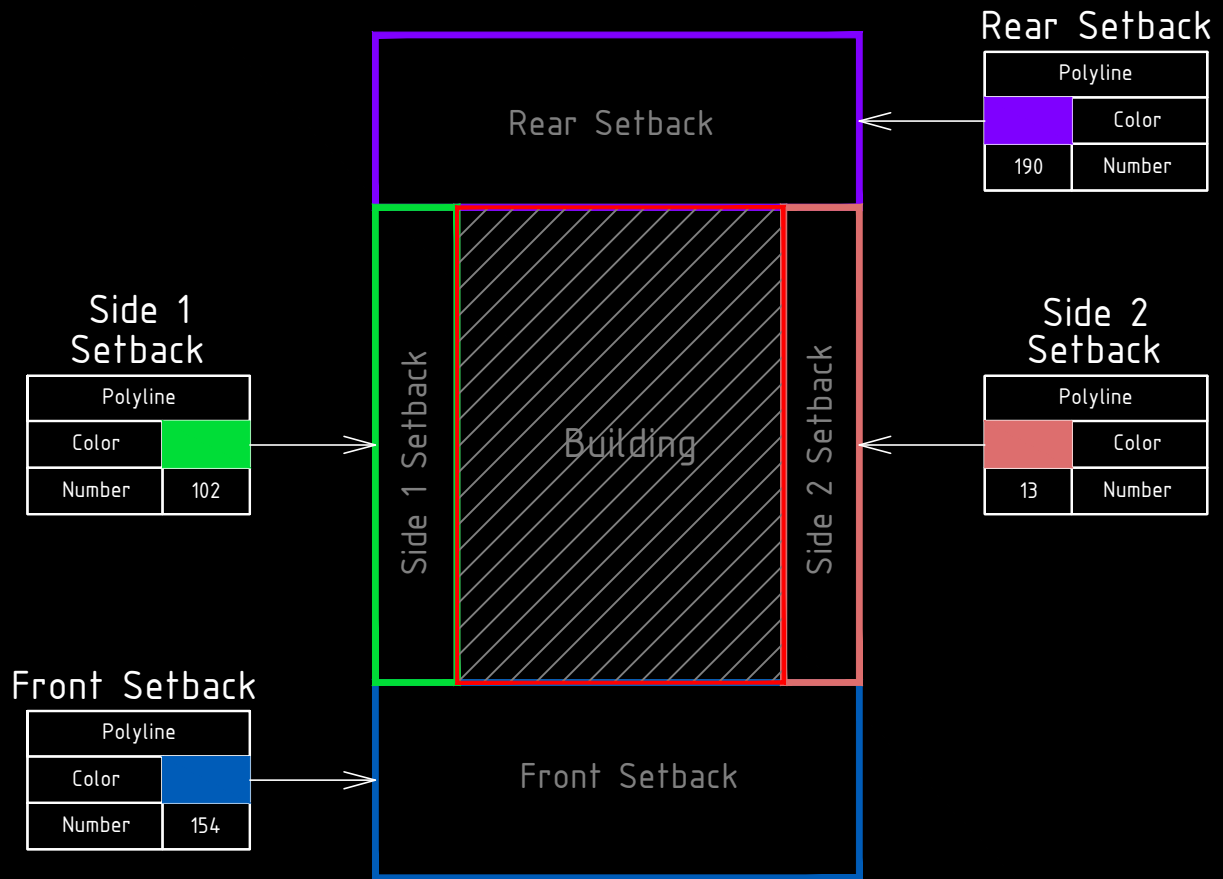 Rear Setback
Polyline
Color
190 Number
Rear Setback
Side 1
Setback
Polyline
Color
Number 102
Side 1 Setback
Building
Side 2 Setback
Side 2
Setback
Polyline
Color
13 Number
Front Setback
Polyline
Color
Number 154
Front Setback